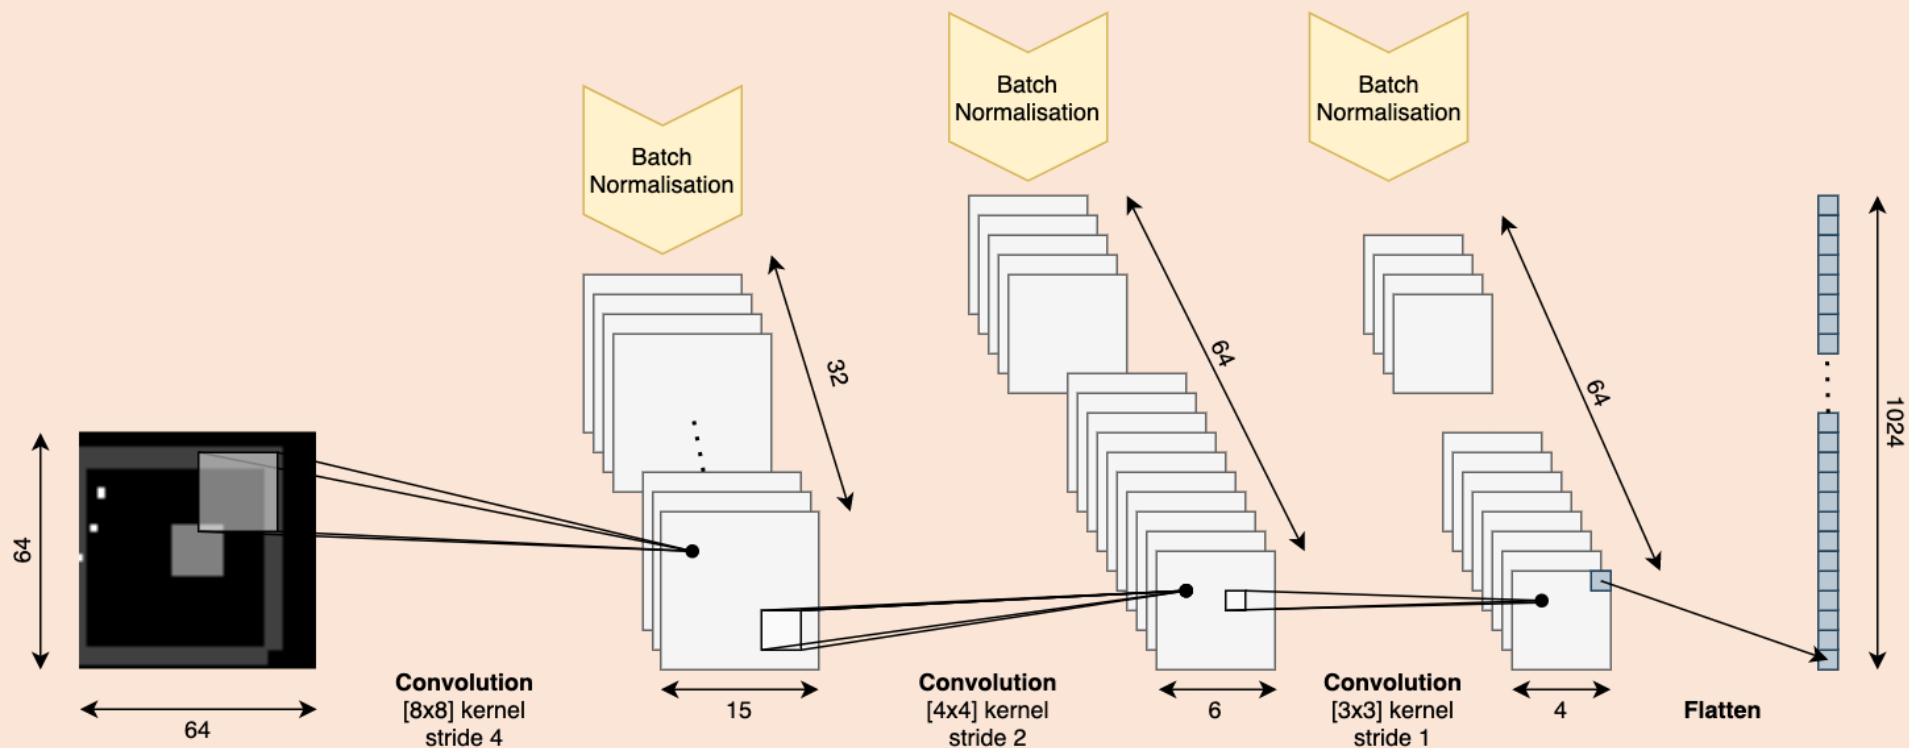 Batch
Normalisation
Batch
Normalisation
Batch
Normalisation
32
64
64
1024
64
64
Convolution
[8x8] kernel
stride 4
15
Convolution
[4x4] kernel
stride 2
6
Convolution
[3x3] kernel
stride 1
4
Flatten